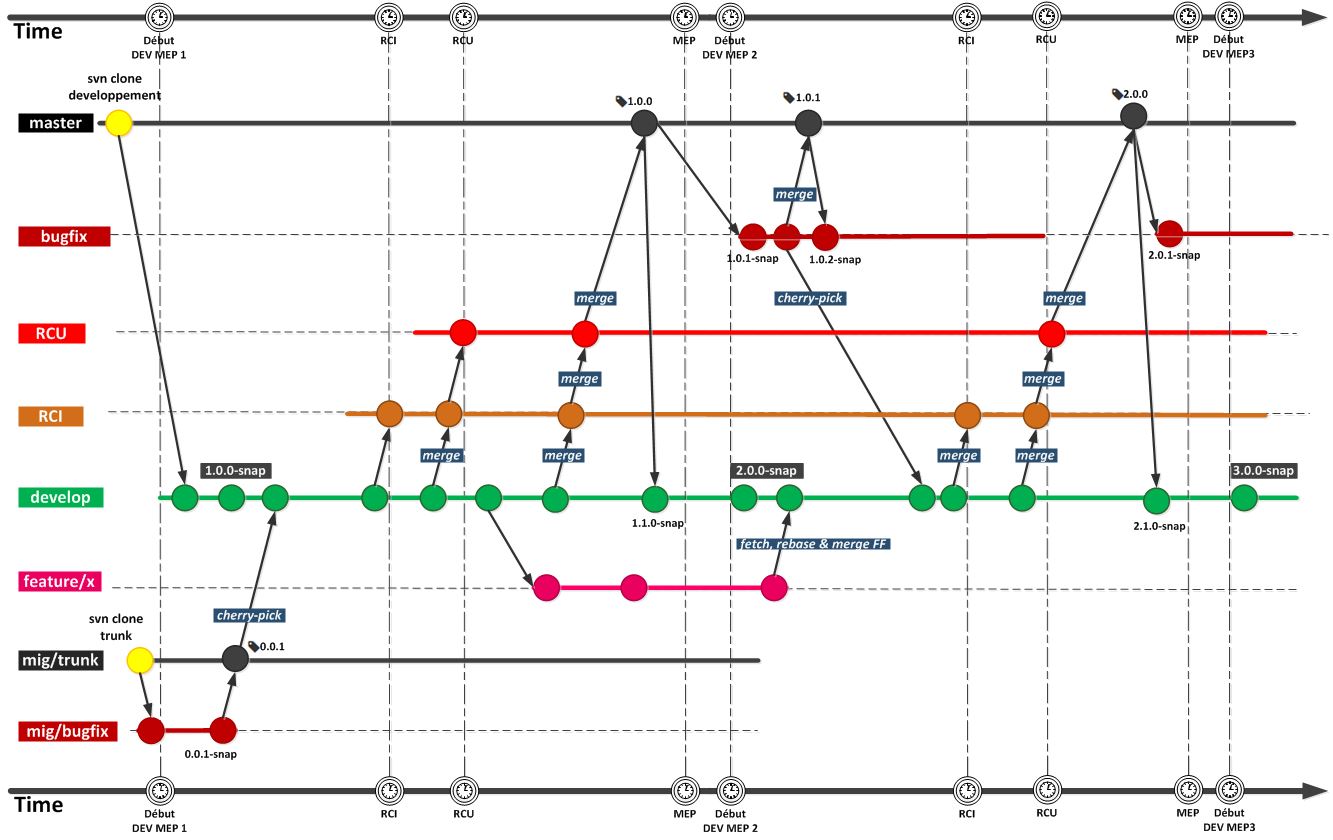 Time
Début
DEV MEP 1
RCI
RCU
MEP
Début
DEV MEP 2
RCI
RCU
MEP
Début
DEV MEP3
svn clone
developpement
master
1.0.0
1.0.1
2.0.0
merge
bugfix
1.0.1-snap
1.0.2-snap
2.0.1-snap
merge
cherry-pick
merge
RCU
merge
merge
RCI
merge
merge
merge
merge
1.0.0-snap
2.0.0-snap
3.0.0-snap
develop
1.1.0-snap
2.1.0-snap
fetch, rebase & merge FF
feature/x
cherry-pick
svn clone
trunk
0.0.1
mig/trunk
mig/bugfix
0.0.1-snap
Time
Début
DEV MEP 1
RCI
RCU
MEP
Début
DEV MEP 2
RCI
RCU
MEP
Début
DEV MEP3